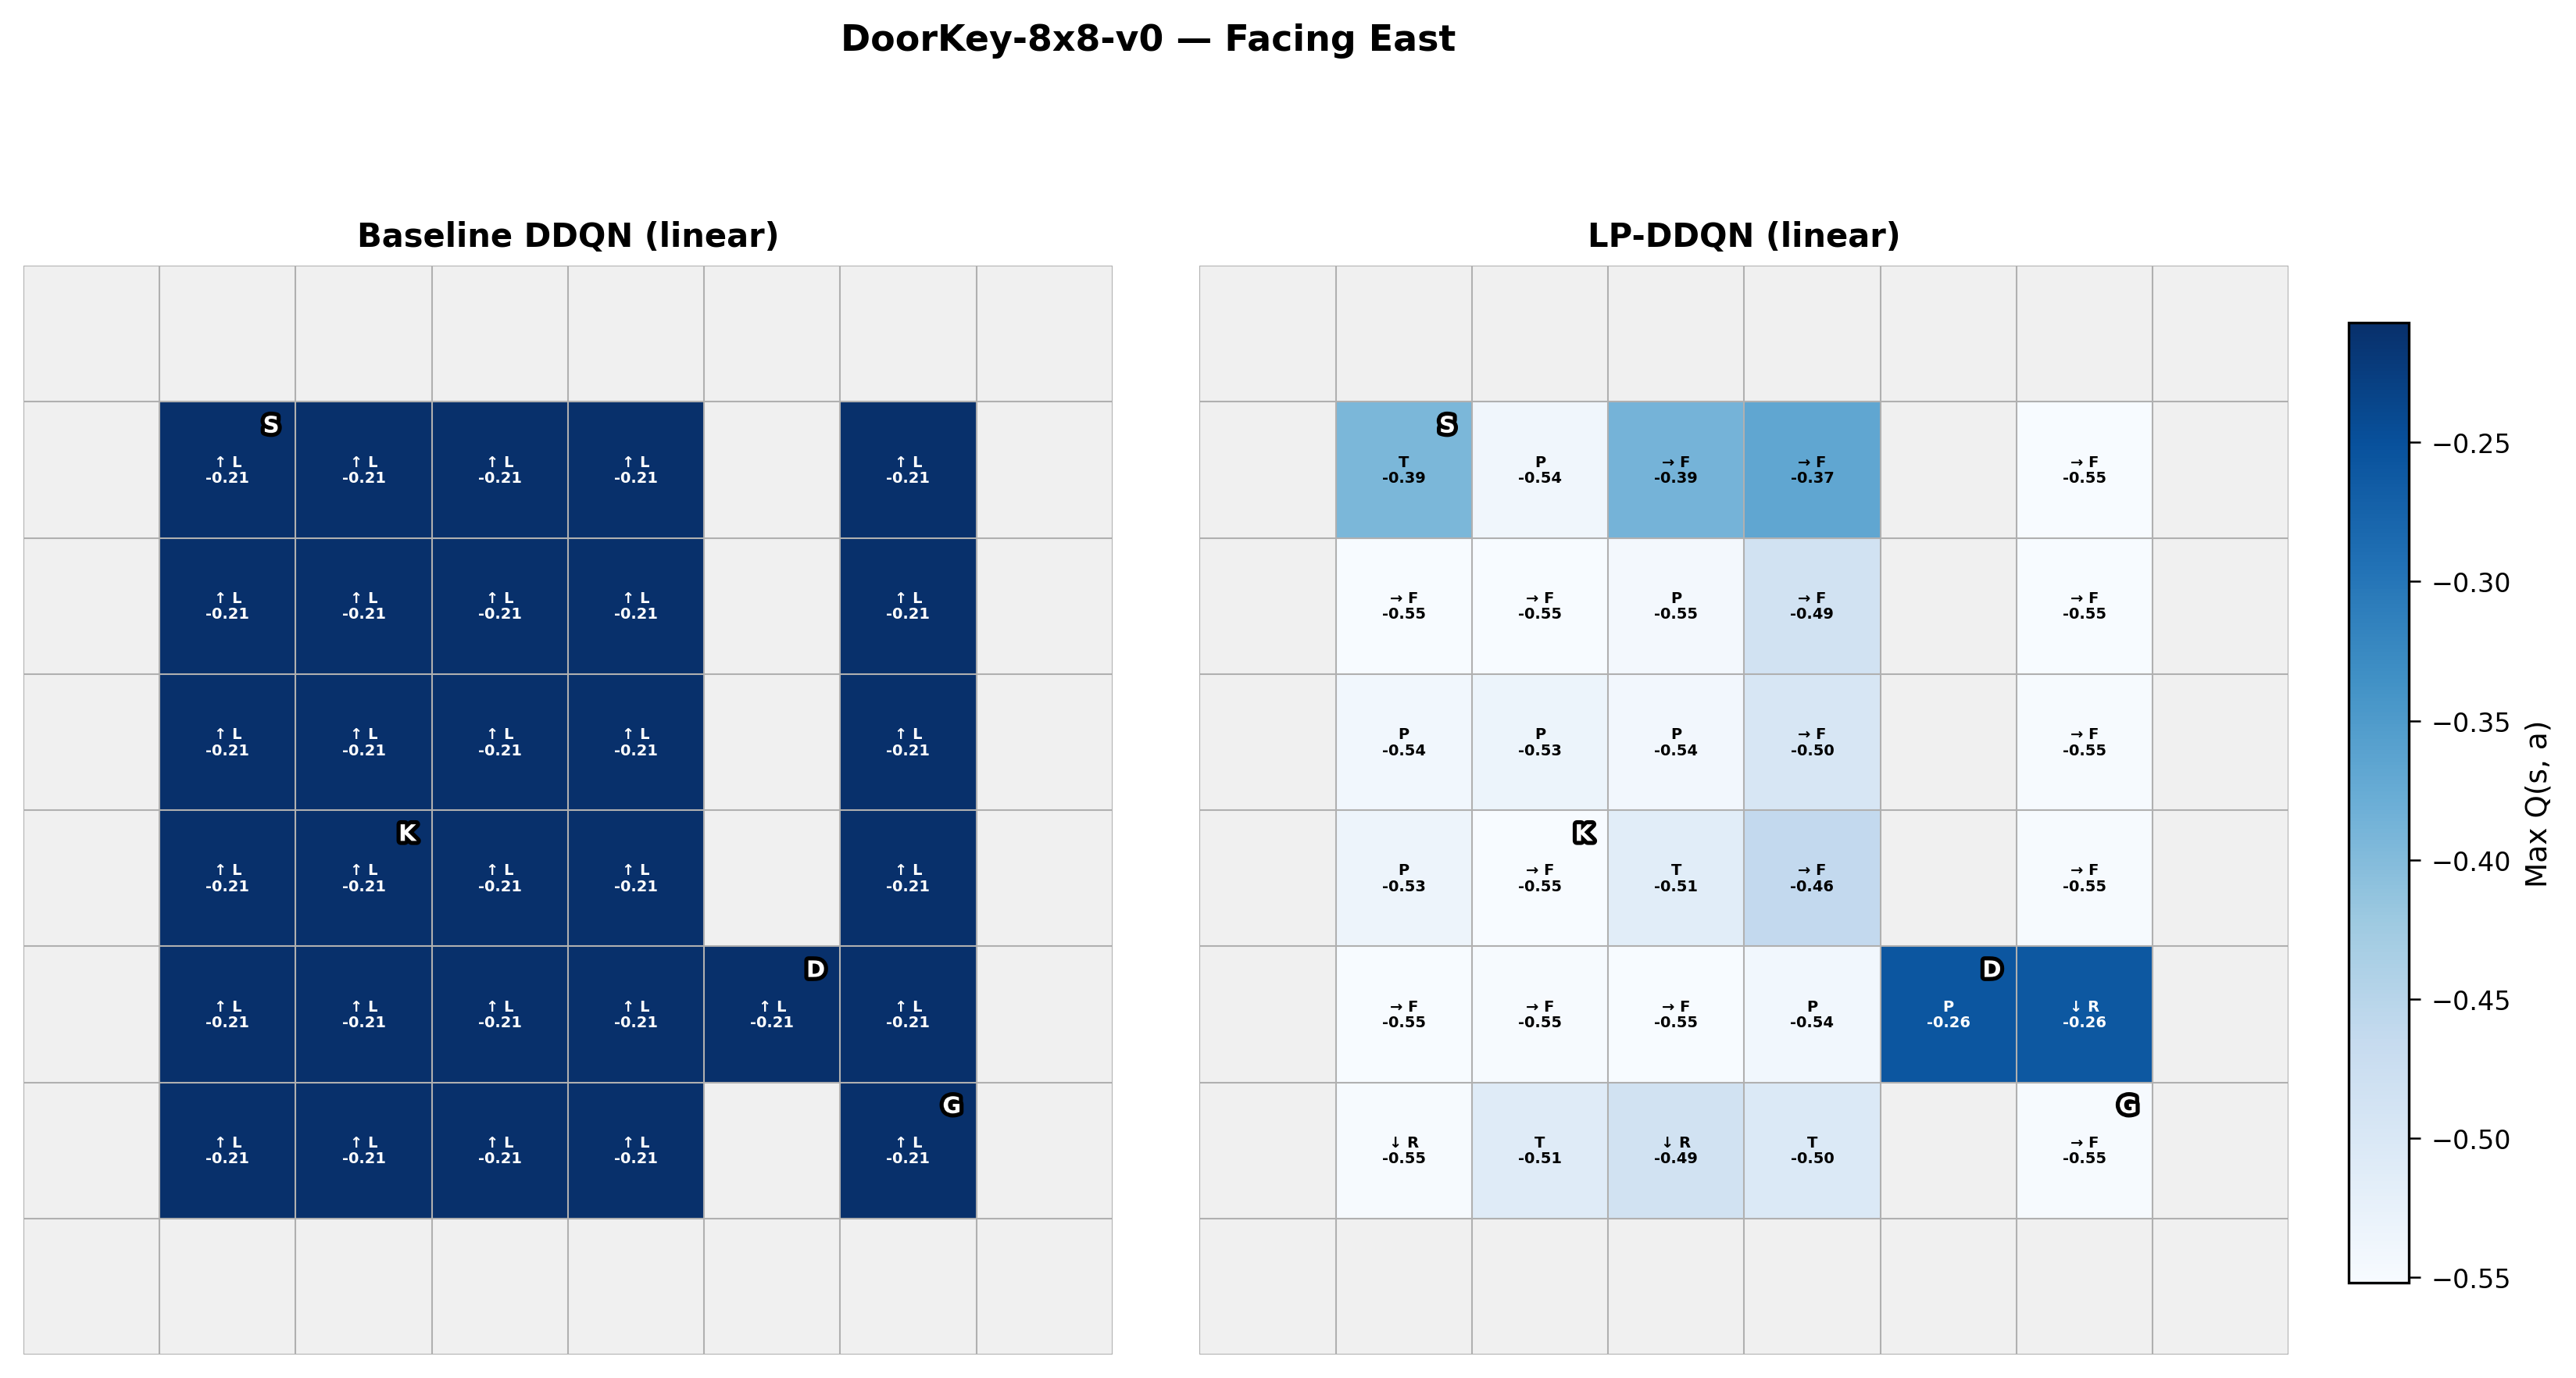 DoorKey-8x8-v0 — Facing East
Baseline DDQN (linear)
S
↑ L ↑ L ↑ L ↑ L ↑ L
-0.21 -0.21 -0.21 -0.21 -0.21
↑ L ↑ L ↑ L ↑ L ↑ L
-0.21 -0.21 -0.21 -0.21 -0.21
↑ L ↑ L ↑ L ↑ L ↑ L
-0.21 -0.21 -0.21 -0.21 -0.21
K
↑ L ↑ L ↑ L ↑ L ↑ L
-0.21 -0.21 -0.21 -0.21 -0.21
D
↑ L ↑ L ↑ L ↑ L ↑ L ↑ L
-0.21 -0.21 -0.21 -0.21 -0.21 -0.21
G
↑ L ↑ L ↑ L ↑ L ↑ L
-0.21 -0.21 -0.21 -0.21 -0.21
LP-DDQN (linear)
S
T P → F → F → F
-0.39 -0.54 -0.39 -0.37 -0.55
→ F → F P → F → F
-0.55 -0.55 -0.55 -0.49 -0.55
P P P → F → F
-0.54 -0.53 -0.54 -0.50 -0.55
K
P → F T → F → F
-0.53 -0.55 -0.51 -0.46 -0.55
D
→ F → F → F P P ↓ R
-0.55 -0.55 -0.55 -0.54 -0.26 -0.26
G
↓ R T ↓ R T → F
-0.55 -0.51 -0.49 -0.50 -0.55
−0.25
−0.30
−0.35
−0.40
−0.45
−0.50
−0.55
Max Q(s, a)